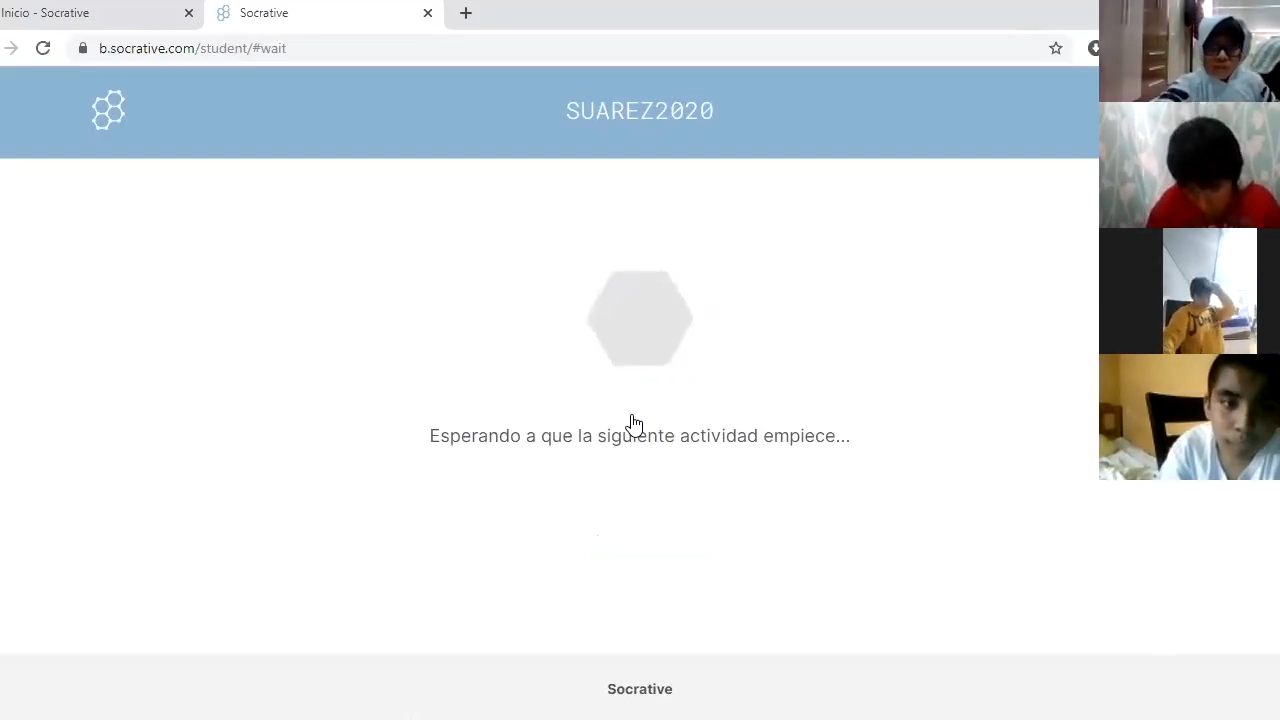 Inicio - Socrative
Socrative
b.socrative.com/student/#wait
SUAREZ2020
Esperando a que la siguiente actividad empiece...
Socrative